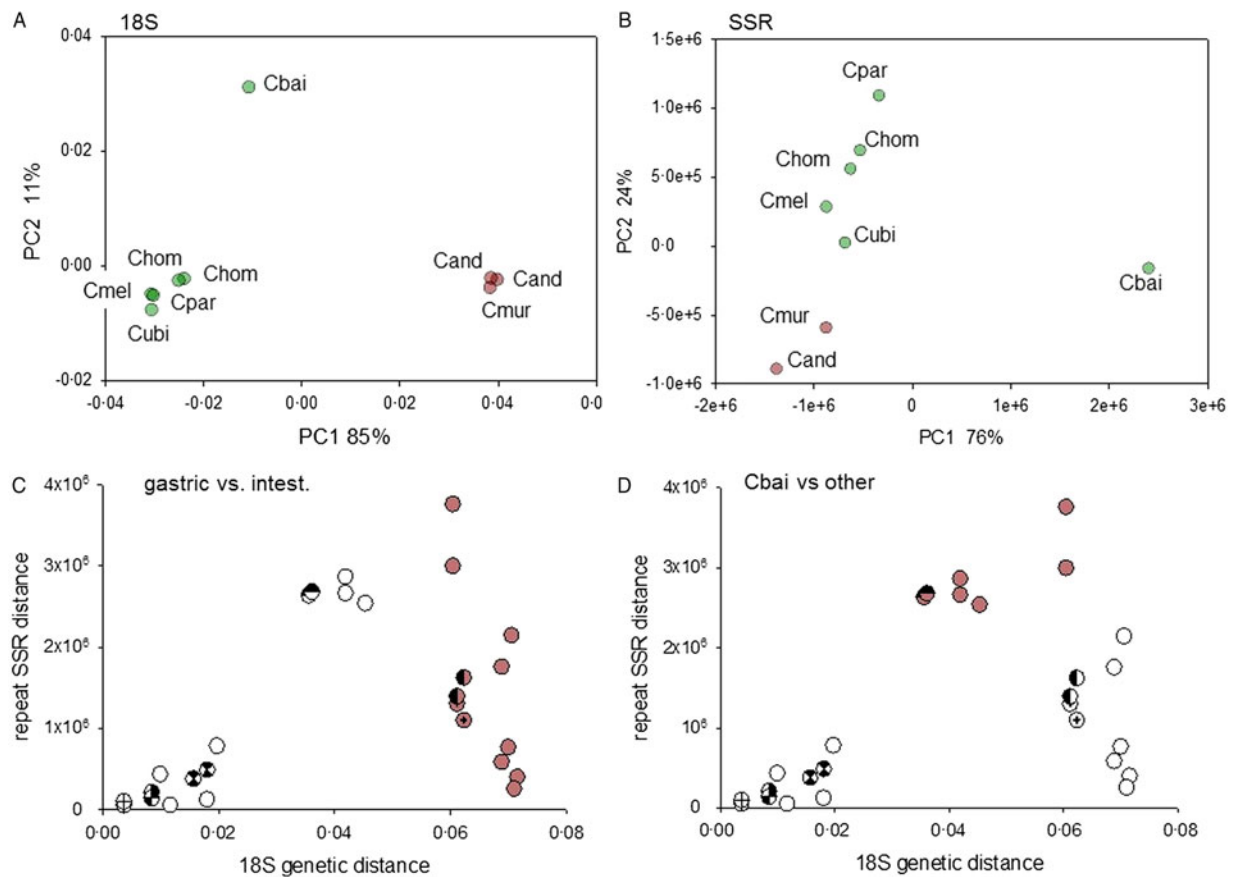 A 18S
0·04
0·02
0·00
-0·02
-0·04 -0·02 0·00 0·02 0·04 0·0
PC2 11%
PC1 85%
Cbai
Chom
Chom
Cmel
Cpar
Cubi
Cand
Cand
Cmur
B SSR
1·5e+6
1·0e+6
5·0e+5
0·0
-5·0e+5
-1·0e+6
-2e+6 -1e+6 0 1e+6 2e+6 3e+6
PC2 24%
PC1 76%
Cpar
Chom
Chom
Cmel
Cubi
Cbai
Cmur
Cand
C gastric vs. intest.
4x10⁶
3x10⁶
2x10⁶
1x10⁶
0
0·00 0·02 0·04 0·06 0·08
repeat SSR distance
18S genetic distance
D Cbai vs other
4x10⁶
3x10⁶
2x10⁶
1x10⁶
0
0·00 0·02 0·04 0·06 0·08
repeat SSR distance
18S genetic distance